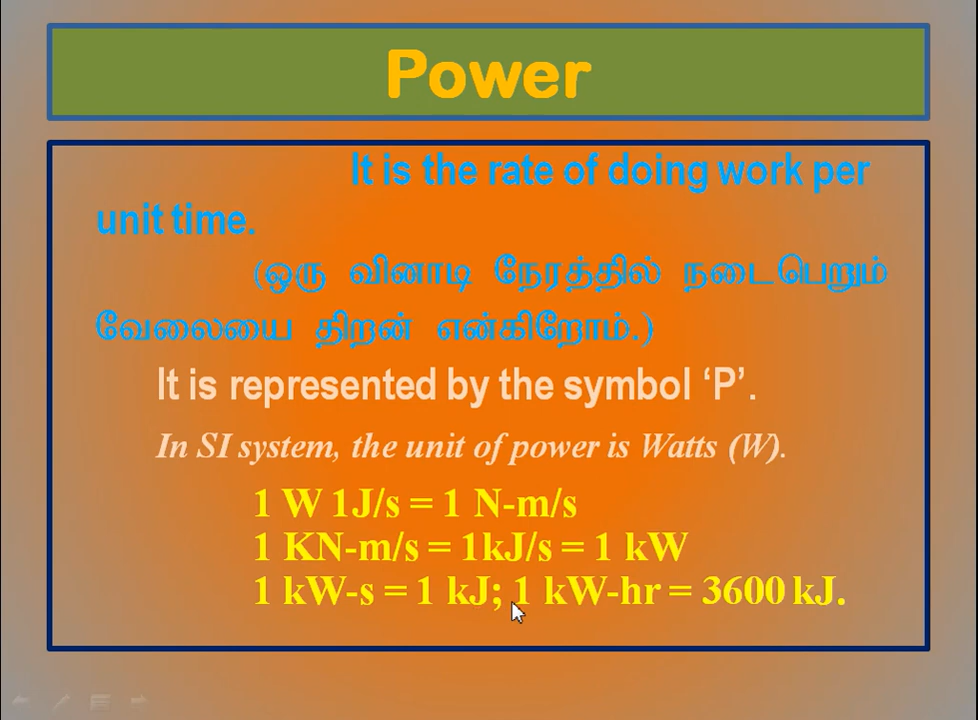 Power
It is the rate of doing work per
unit time.
(ஒரு வினாடி நேரத்தில் நடைபெறும்
வேலையை திறன் என்கிறோம்.)
It is represented by the symbol ‘P’.
In SI system, the unit of power is Watts (W).
1 W 1J/s = 1 N-m/s
1 KN-m/s = 1kJ/s = 1 kW
1 kW-s = 1 kJ; 1 kW-hr = 3600 kJ.